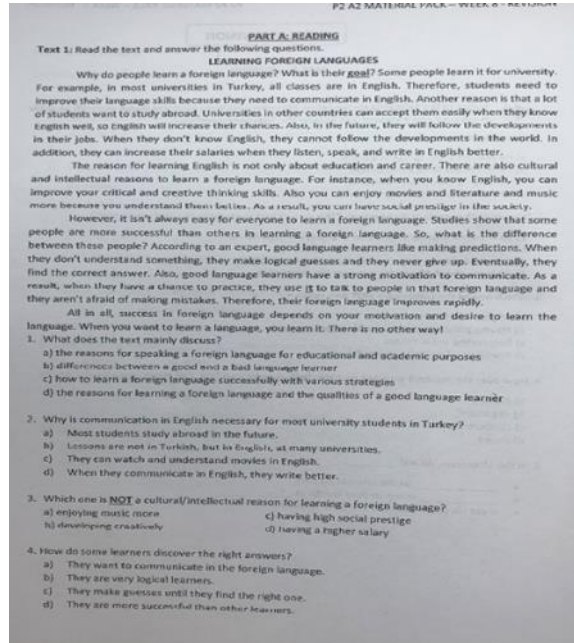 P2 A2 MATERIAL PACK – WEEK 8 - REVISION
PART A: READING
Text 1: Read the text and answer the following questions.
LEARNING FOREIGN LANGUAGES
Why do people learn a foreign language? What is their goal? Some people learn it for university.
For example, in most universities in Turkey, all classes are in English. Therefore, students need to
improve their language skills because they need to communicate in English. Another reason is that a lot
of students want to study abroad. Universities in other countries can accept them easily when they know
English well, so English will increase their chances. Also, in the future, they will follow the developments
in their jobs. When they don't know English, they cannot follow the developments in the world. In
addition, they can increase their salaries when they listen, speak, and write in English better.
The reason for learning English is not only about education and career. There are also cultural
and intellectual reasons to learn a foreign language. For instance, when you know English, you can
improve your critical and creative thinking skills. Also you can enjoy movies and literature and music
more because you understand them better. As a result, you can have social prestige in the society.
However, it isn't always easy for everyone to learn a foreign language. Studies show that some
people are more successful than others in learning a foreign language. So, what is the difference
between these people? According to an expert, good language learners like making predictions. When
they don't understand something, they make logical guesses and they never give up. Eventually, they
find the correct answer. Also, good language learners have a strong motivation to communicate. As a
result, when they have a chance to practice, they use it to talk to people in that foreign language and
they aren't afraid of making mistakes. Therefore, their foreign language improves rapidly.
All in all, success in foreign language depends on your motivation and desire to learn the
language. When you want to learn a language, you learn it. There is no other way!
1. What does the text mainly discuss?
a) the reasons for speaking a foreign language for educational and academic purposes
b) differences between a good and a bad language learner
c) how to learn a foreign language successfully with various strategies
d) the reasons for learning a foreign language and the qualities of a good language learner
2. Why is communication in English necessary for most university students in Turkey?
a) Most students study abroad in the future.
b) Lessons are not in Turkish, but in English, at many universities.
c) They can watch and understand movies in English.
d) When they communicate in English, they write better.
3. Which one is NOT a cultural/intellectual reason for learning a foreign language?
a) enjoying music more c) having high social prestige
b) developing creatively d) having a higher salary
4. How do some learners discover the right answers?
a) They want to communicate in the foreign language.
b) They are very logical learners.
c) They make guesses until they find the right one.
d) They are more successful than other learners.